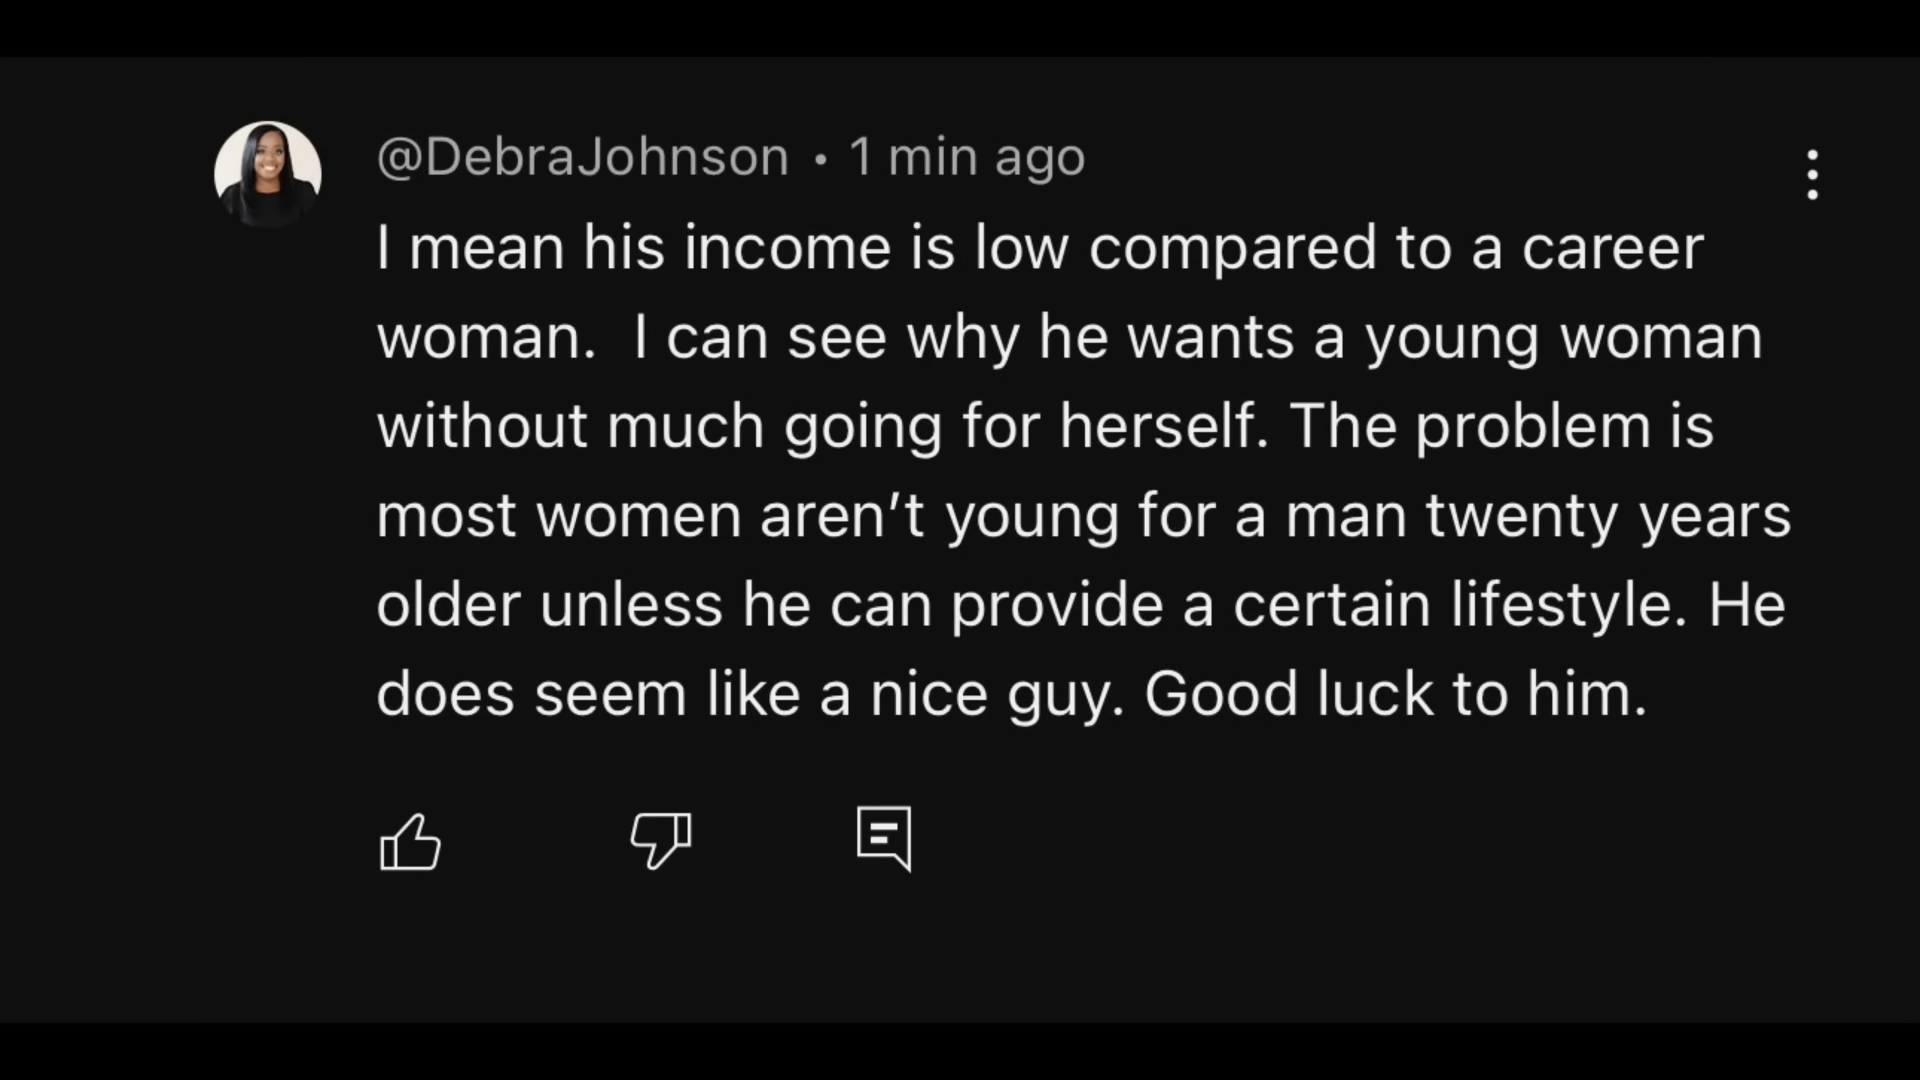 @DebraJohnson • 1 min ago
I mean his income is low compared to a career
woman.  I can see why he wants a young woman
without much going for herself. The problem is
most women aren’t young for a man twenty years
older unless he can provide a certain lifestyle. He
does seem like a nice guy. Good luck to him.